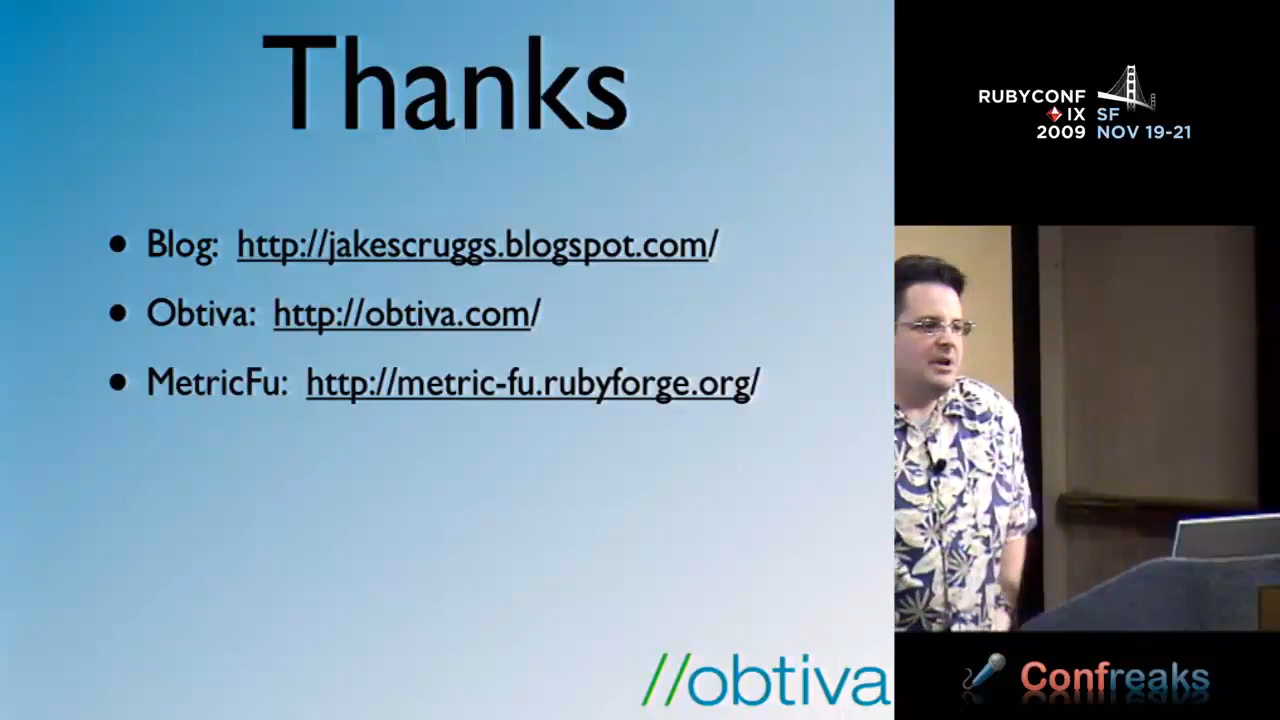 Thanks
• Blog: http://jakescruggs.blogspot.com/
• Obtiva: http://obtiva.com/
• MetricFu: http://metric-fu.rubyforge.org/
//obtiva
RUBYCONF
IX SF
2009 NOV 19-21
Confreaks